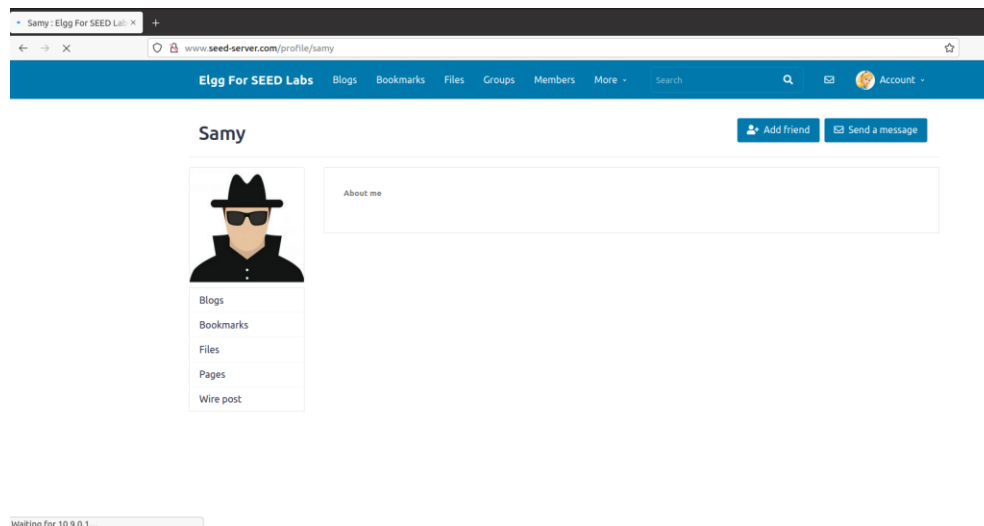 Samy : Elgg For SEED Lab
www.seed-server.com/profile/samy
Elgg For SEED Labs Blogs Bookmarks Files Groups Members More Search Account
Samy Add friend Send a message
About me
Blogs
Bookmarks
Files
Pages
Wire post
Waiting for 10.9.0.1...